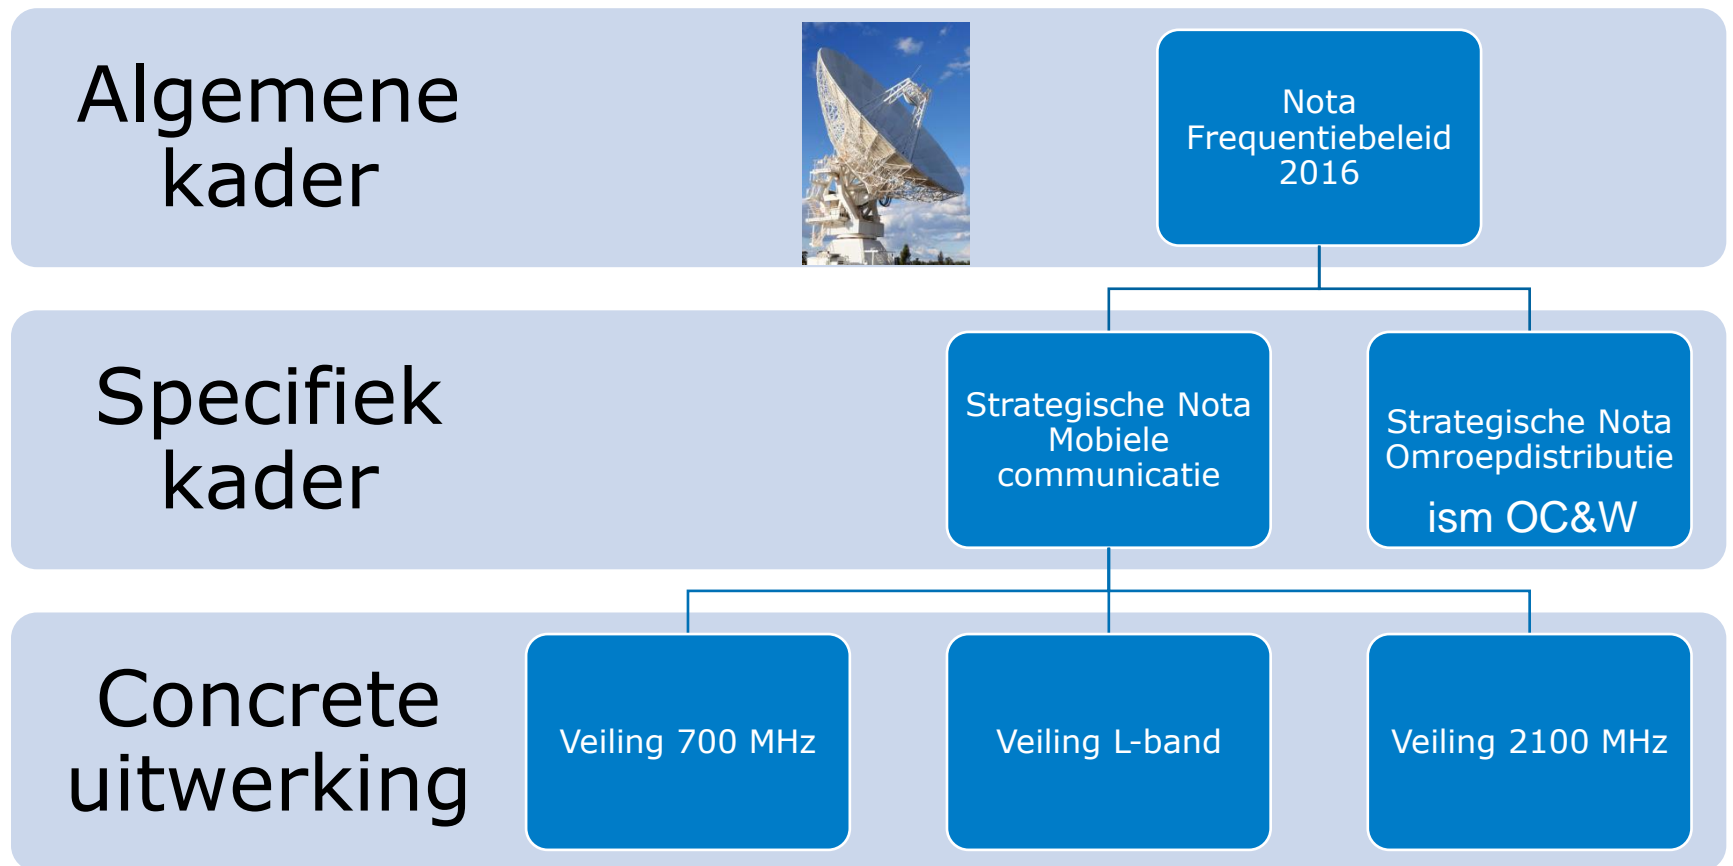 Algemene
kader
Nota
Frequentiebeleid
2016
Specifiek
kader
Strategische Nota
Mobiele
communicatie
Strategische Nota
Omroepdistributie
ism OC&W
Concrete
uitwerking
Veiling 700 MHz
Veiling L-band
Veiling 2100 MHz